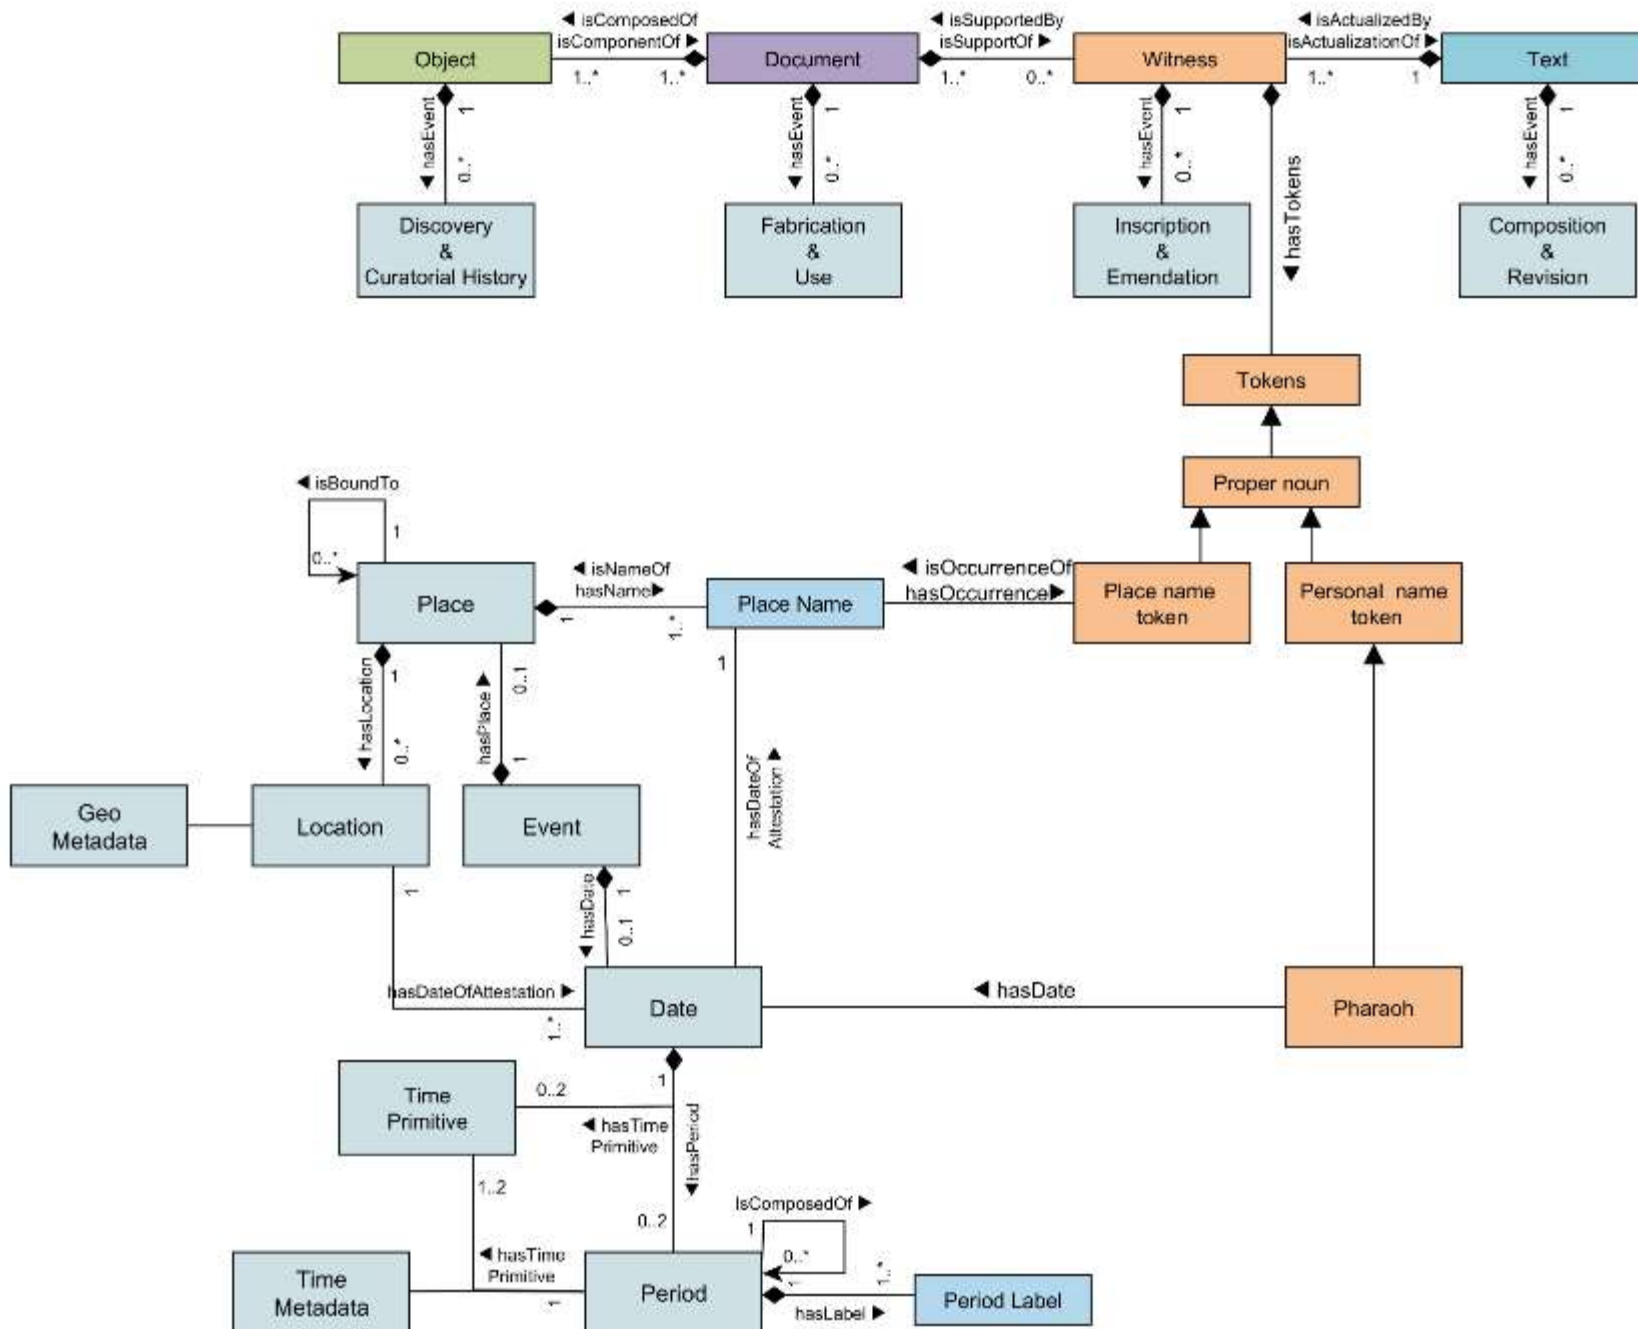 ◄ isComposedOf
isComponentOf ►
◄ isSupportedBy
isSupportOf ►
◄ isActualizedBy
isActualizationOf ►
Object
1..*
1..*
Document
1..*
0..*
Witness
1..*
1
Text
◄ hasEvent
1
0..*
◄ hasEvent
1
0..*
◄ hasEvent
1
0..*
◄ hasTokens
◄ hasEvent
1
0..*
Discovery
&
Curatorial History
Fabrication
&
Use
Inscription
&
Emendation
Composition
&
Revision
Tokens
Proper noun
◄ isBoundTo
1
0..*
Place
◄ isNameOf
hasName►
1
1..*
Place Name
◄ isOccurrenceOf
hasOccurrence►
Place name
token
Personal name
token
◄ hasLocation
1
0..*
hasPlace ►
0..1
1
1
hasDateOf
Attestation ►
Geo
Metadata
Location
Event
1
◄ hasDate
1
0..1
hasDateOfAttestation ►
1..*
Date
◄ hasDate
Pharaoh
Time
Primitive
0..2
1
◄ hasTime
Primitive
◄ hasPeriod
1..2
0..2
IsComposedOf ►
1
0..*
◄ hasTime
Primitive
1
Time
Metadata
Period
1
1..*
hasLabel ►
Period Label